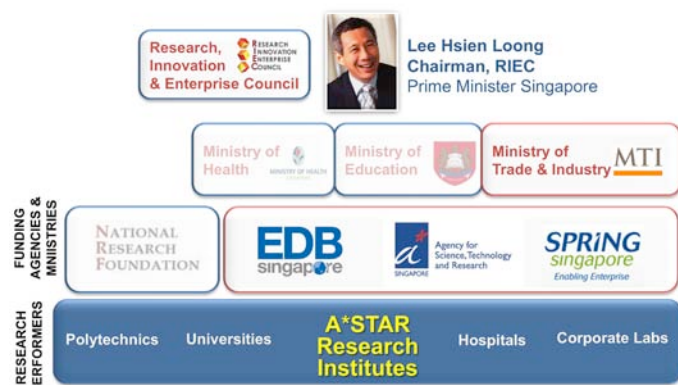 Research,
Innovation
& Enterprise Council
RESEARCH
INNOVATION
ENTERPRISE
COUNCIL
Lee Hsien Loong
Chairman, RIEC
Prime Minister Singapore
Ministry of
Health
MINISTRY OF HEALTH
Ministry of
Education
Ministry of
Trade & Industry
MTI
FUNDING
AGENCIES &
MNIISTRIES
NATIONAL
RESEARCH
FOUNDATION
EDB
singapore
a*
SINGAPORE
Agency for
Science, Technology
and Research
SPRING
singapore
Enabling Enterprise
RESEARCH
ERFORMERS
Polytechnics
Universities
A*STAR
Research
Institutes
Hospitals
Corporate Labs